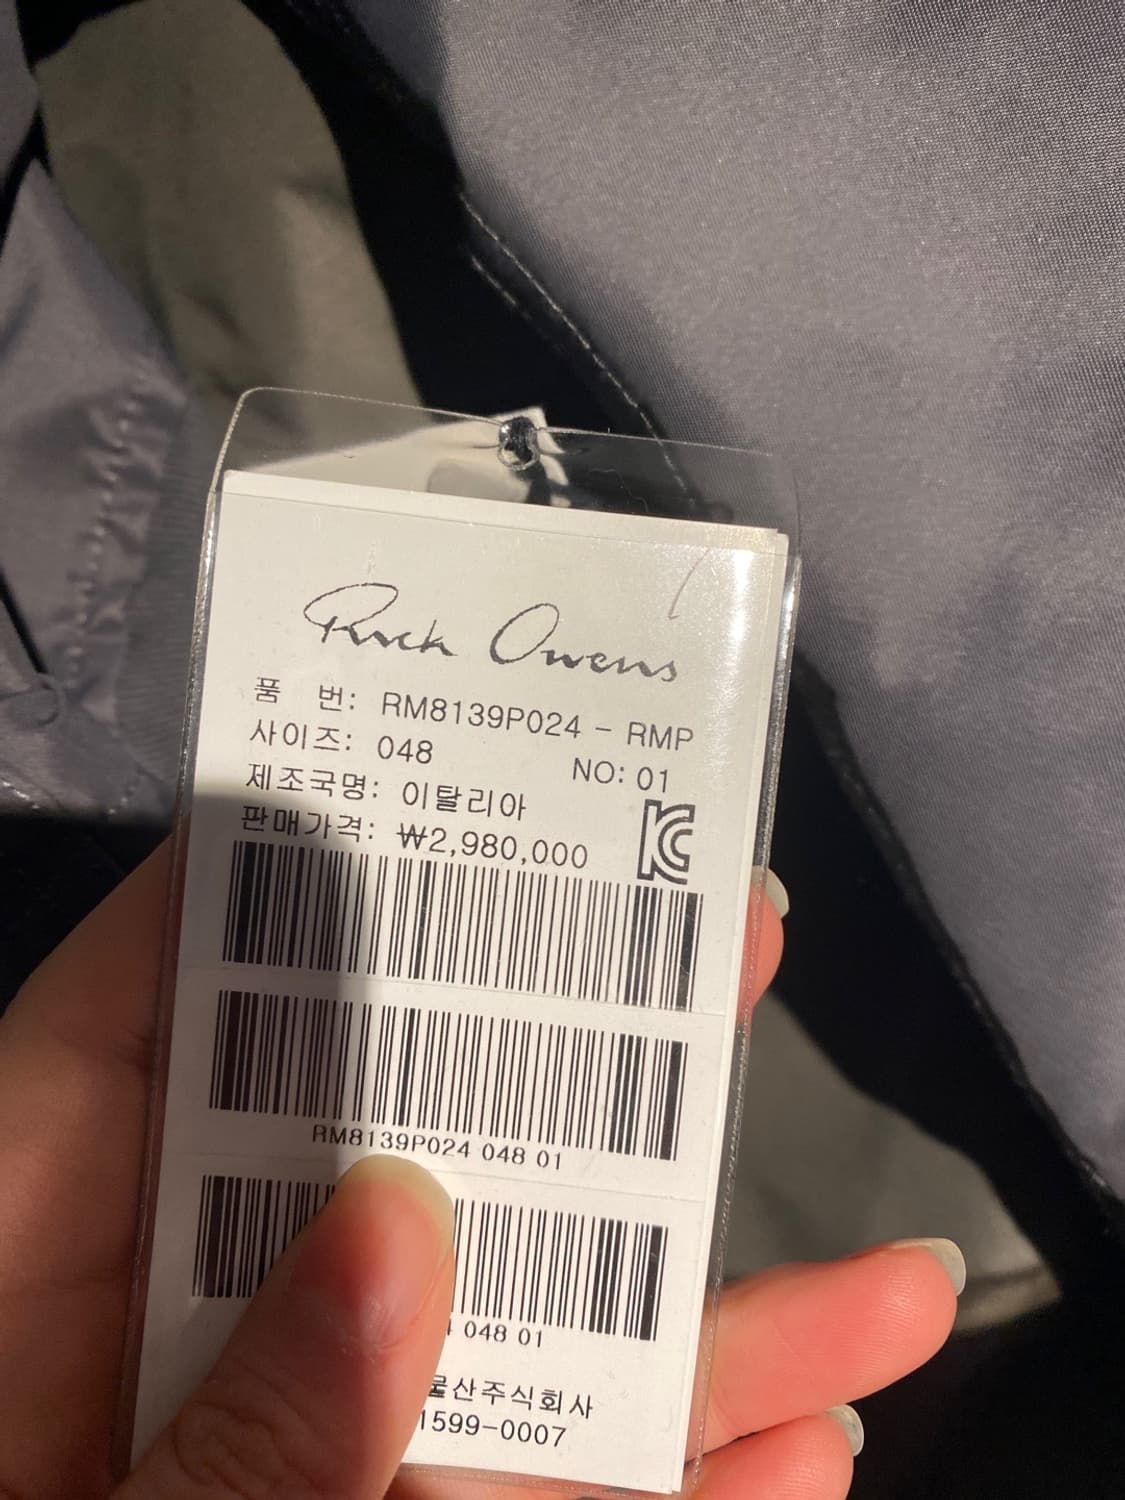 Rick Owens
품 번: RM8139P024 - RMP
사이즈: 048 NO: 01
제조국명: 이탈리아
판매가격: ₩2,980,000
RM8139P024 048 01
048 01
물산주식회사
1599-0007